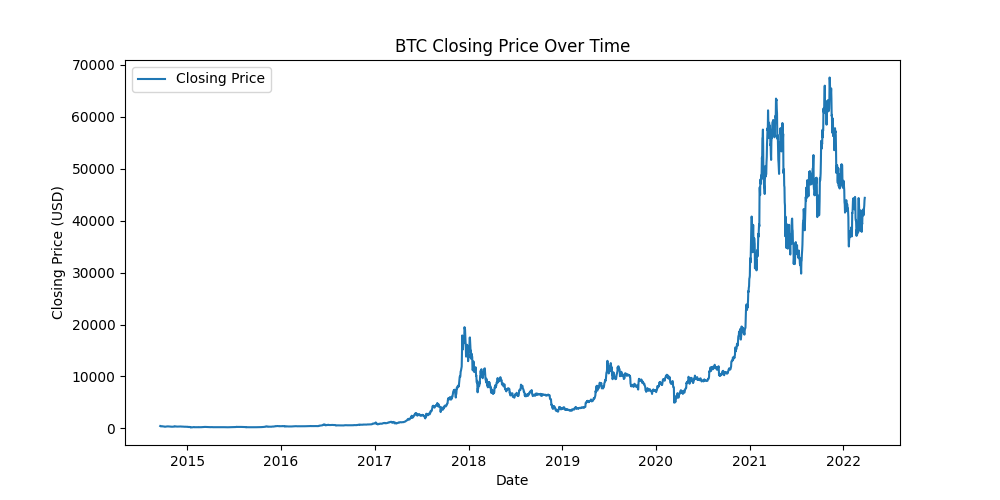 BTC Closing Price Over Time
Closing Price
Closing Price (USD)
70000
60000
50000
40000
30000
20000
10000
0
2015 2016 2017 2018 2019 2020 2021 2022
Date